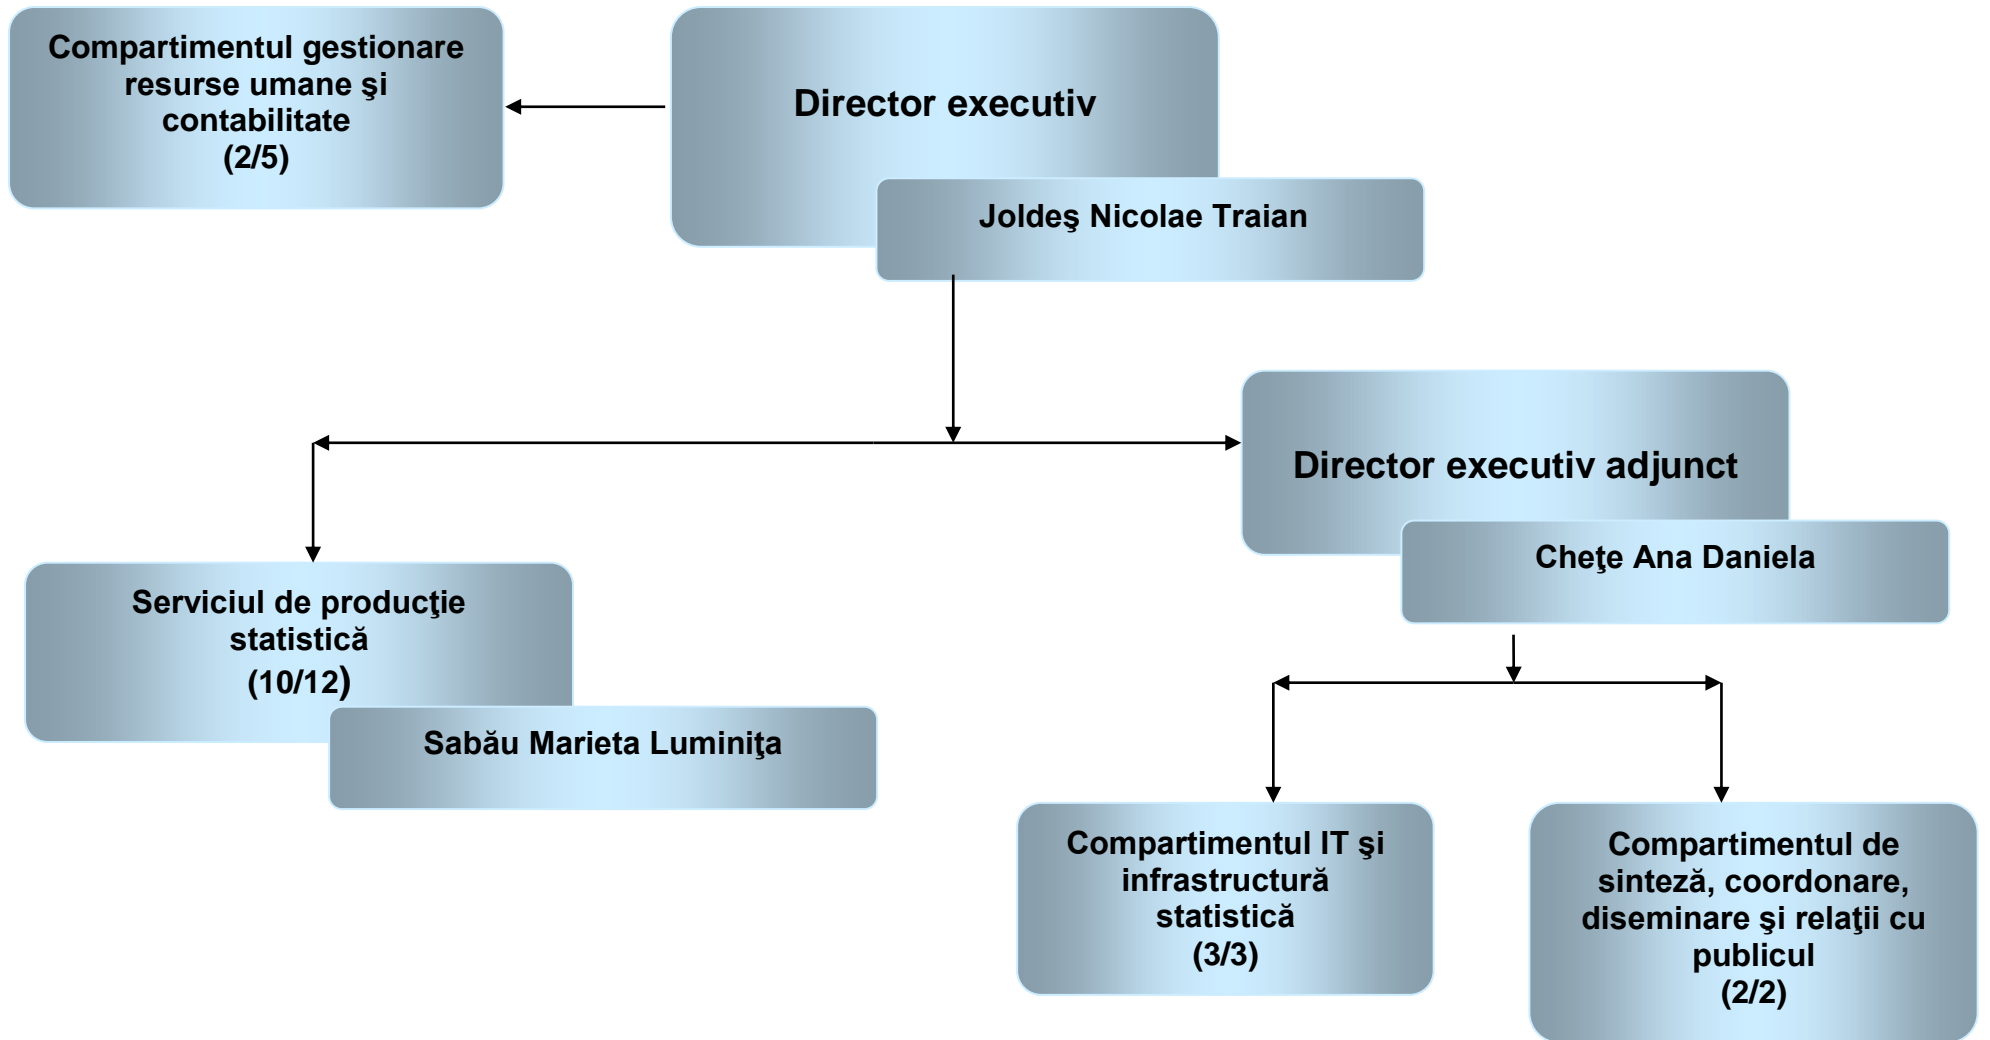 Compartimentul gestionare
resurse umane şi
contabilitate
(2/5)
Director executiv
Joldeş Nicolae Traian
Director executiv adjunct
Cheţe Ana Daniela
Serviciul de producţie
statistică
(10/12)
Sabău Marieta Luminiţa
Compartimentul IT şi
infrastructură
statistică
(3/3)
Compartimentul de
sinteză, coordonare,
diseminare şi relaţii cu
publicul
(2/2)